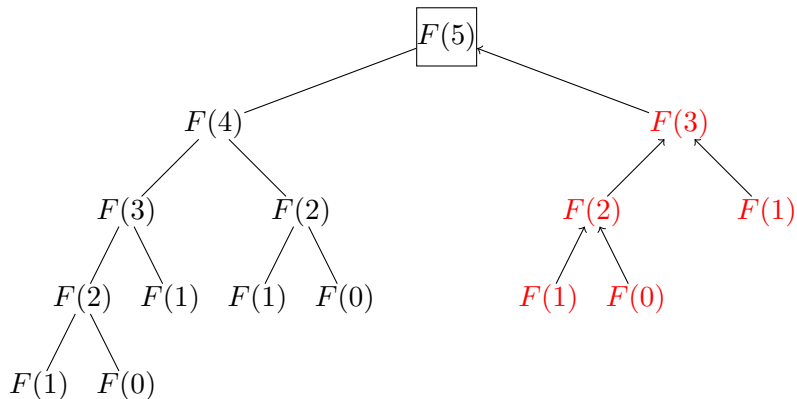 F(5)
F(4) F(3)
F(3) F(2) F(2) F(1)
F(2) F(1) F(1) F(0) F(1) F(0)
F(1) F(0)